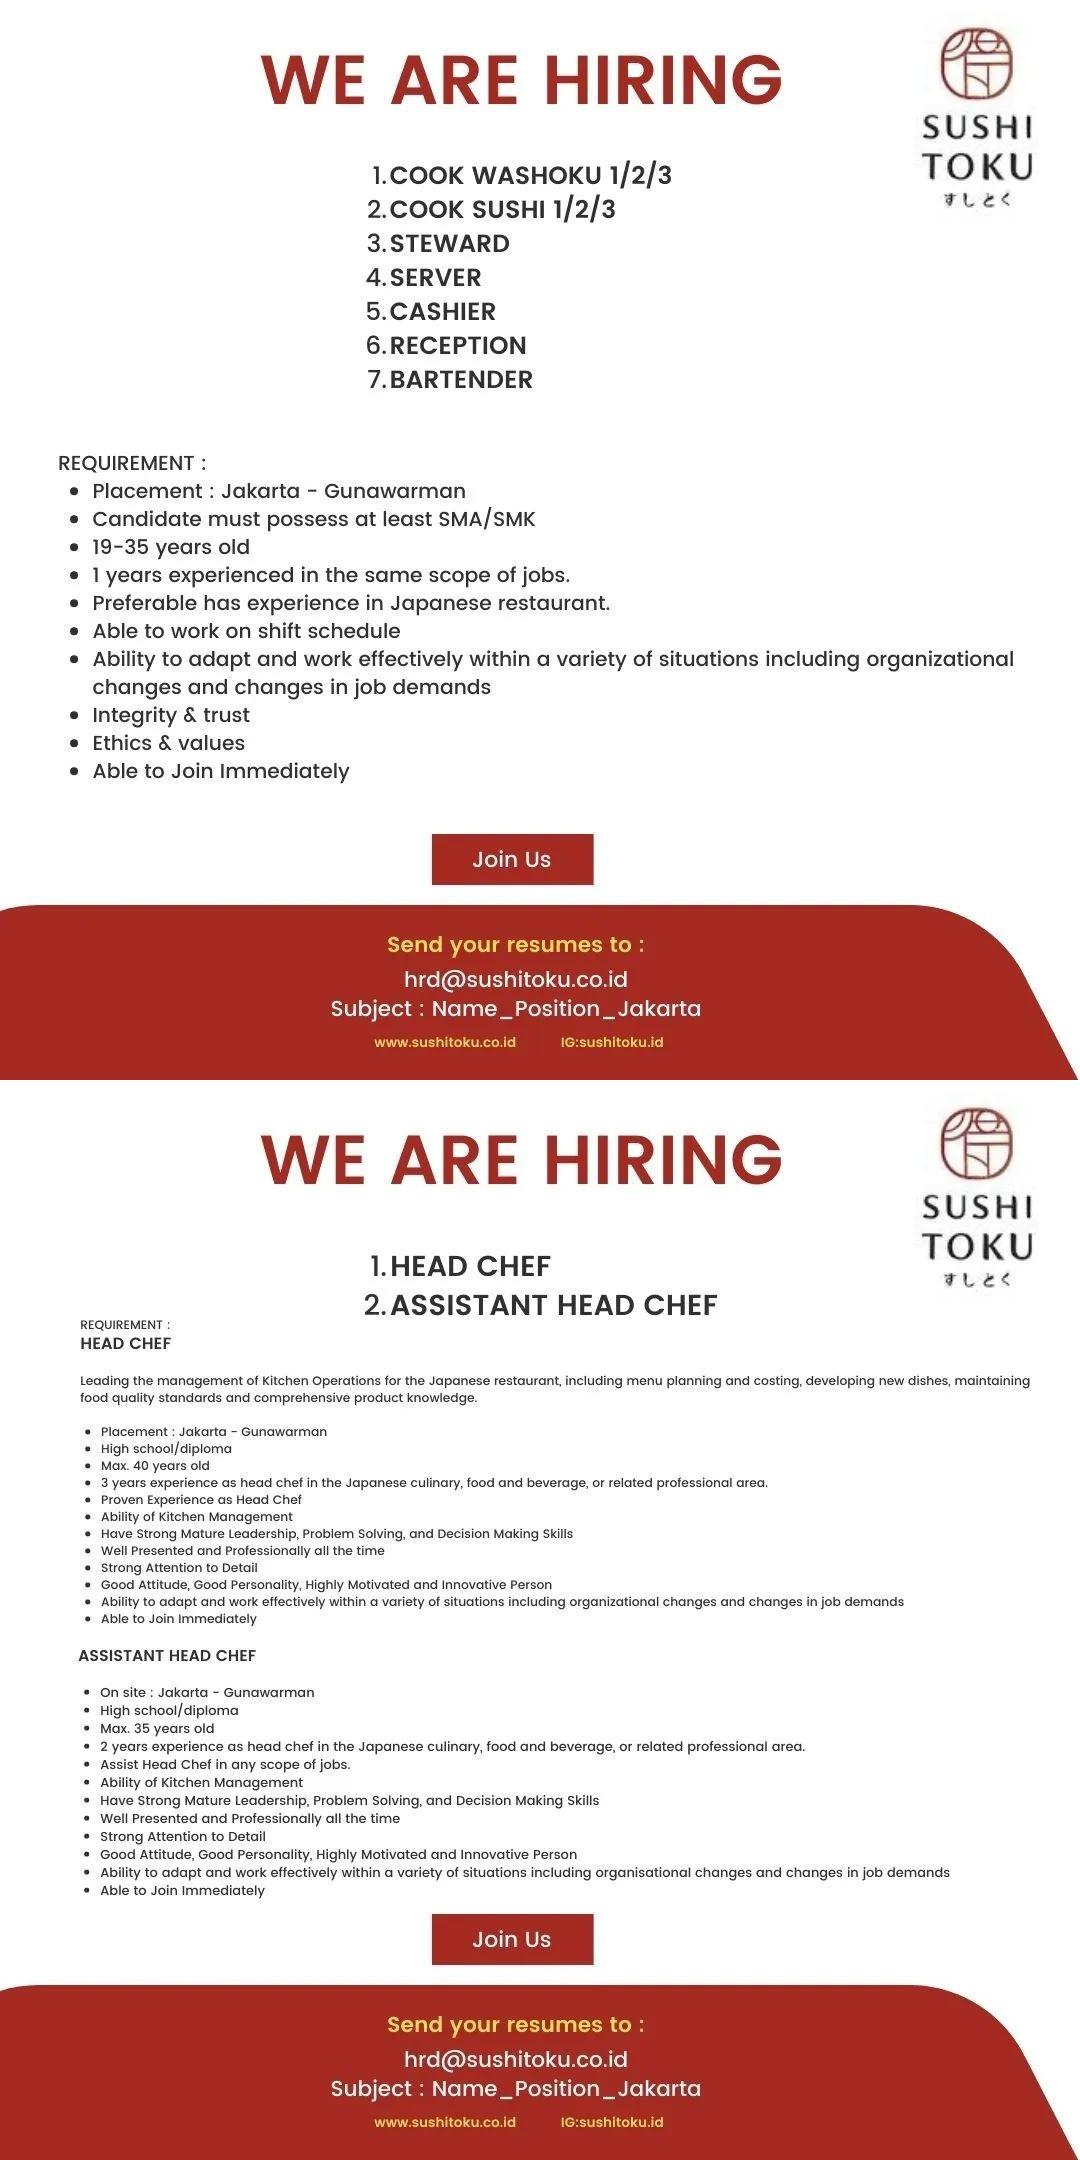 WE ARE HIRING
SUSHI
TOKU
すしとく
1. COOK WASHOKU 1/2/3
2. COOK SUSHI 1/2/3
3. STEWARD
4. SERVER
5. CASHIER
6. RECEPTION
7. BARTENDER
REQUIREMENT :
• Placement : Jakarta - Gunawarman
• Candidate must possess at least SMA/SMK
• 19-35 years old
• 1 years experienced in the same scope of jobs.
• Preferable has experience in Japanese restaurant.
• Able to work on shift schedule
• Ability to adapt and work effectively within a variety of situations including organizational
changes and changes in job demands
• Integrity & trust
• Ethics & values
• Able to Join Immediately
Join Us
Send your resumes to :
hrd@sushitoku.co.id
Subject : Name_Position_Jakarta
www.sushitoku.co.id IG:sushitoku.id
WE ARE HIRING
SUSHI
TOKU
すしとく
1. HEAD CHEF
2. ASSISTANT HEAD CHEF
REQUIREMENT :
HEAD CHEF
Leading the management of Kitchen Operations for the Japanese restaurant, including menu planning and costing, developing new dishes, maintaining
food quality standards and comprehensive product knowledge.
• Placement : Jakarta - Gunawarman
• High school/diploma
• Max. 40 years old
• 3 years experience as head chef in the Japanese culinary, food and beverage, or related professional area.
• Proven Experience as Head Chef
• Ability of Kitchen Management
• Have Strong Mature Leadership, Problem Solving, and Decision Making Skills
• Well Presented and Professionally all the time
• Strong Attention to Detail
• Good Attitude, Good Personality, Highly Motivated and Innovative Person
• Ability to adapt and work effectively within a variety of situations including organizational changes and changes in job demands
• Able to Join Immediately
ASSISTANT HEAD CHEF
• On site : Jakarta - Gunawarman
• High school/diploma
• Max. 35 years old
• 2 years experience as head chef in the Japanese culinary, food and beverage, or related professional area.
• Assist Head Chef in any scope of jobs.
• Ability of Kitchen Management
• Have Strong Mature Leadership, Problem Solving, and Decision Making Skills
• Well Presented and Professionally all the time
• Strong Attention to Detail
• Good Attitude, Good Personality, Highly Motivated and Innovative Person
• Ability to adapt and work effectively within a variety of situations including organisational changes and changes in job demands
• Able to Join Immediately
Join Us
Send your resumes to :
hrd@sushitoku.co.id
Subject : Name_Position_Jakarta
www.sushitoku.co.id IG:sushitoku.id